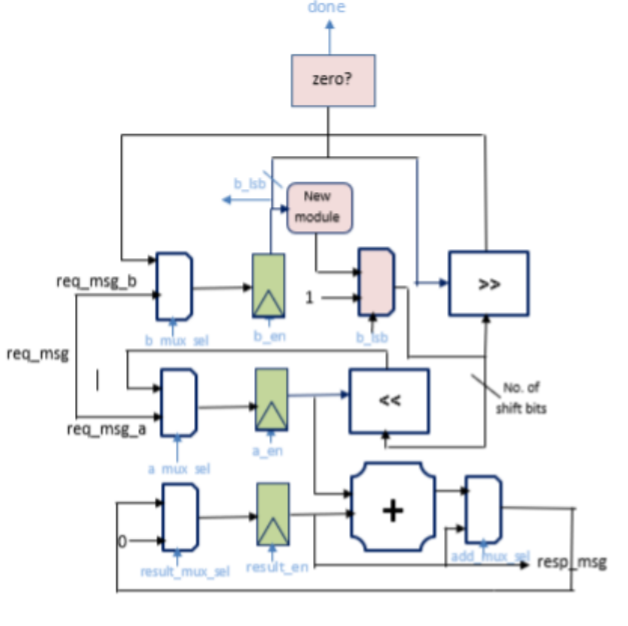 done
zero?
b_lsb
New
module
req_msg_b
1
b_mux_sel
b_en
b_lsb
>>
req_msg
No. of
shift bits
<<
req_msg_a
a_en
a_mux_sel
+
0
add_mux_sel
resp_msg
result_mux_sel
result_en